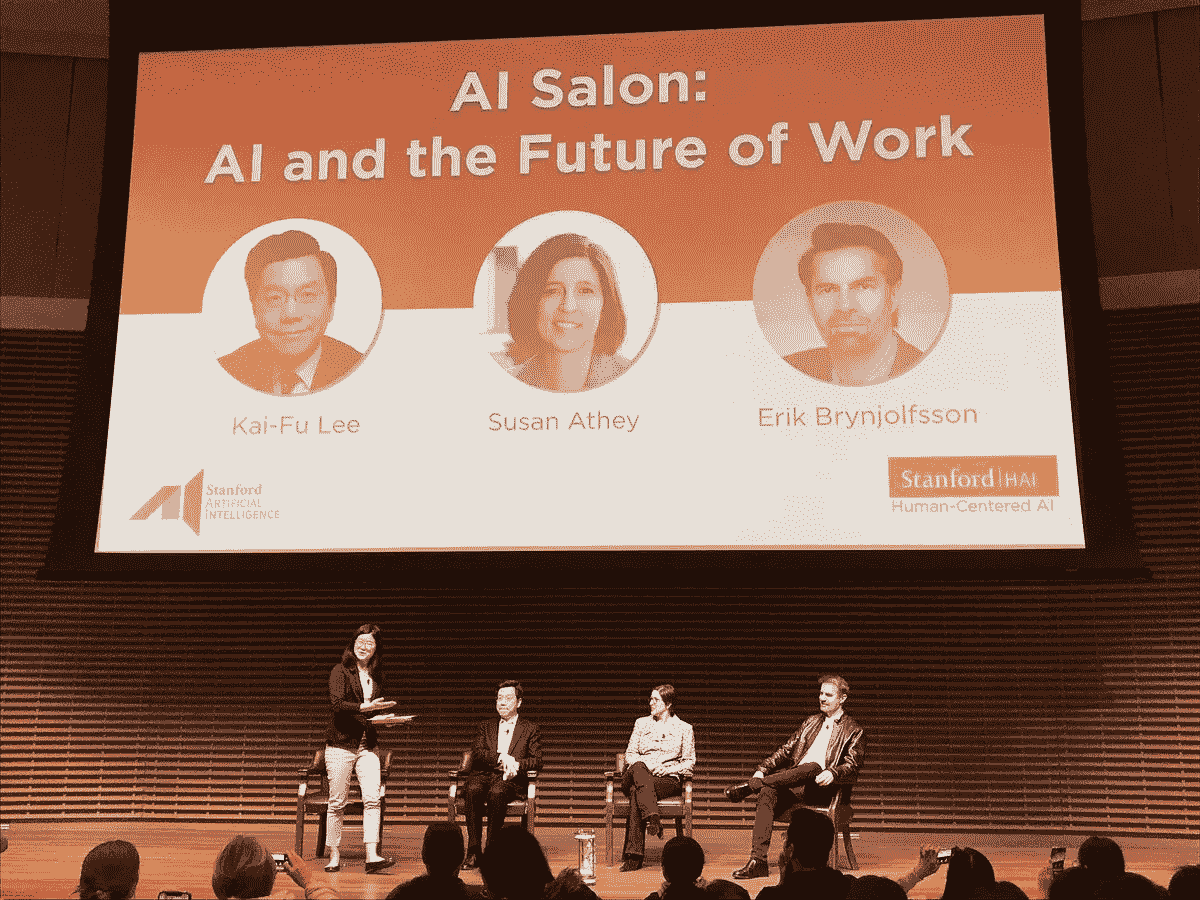 AI Salon:
AI and the Future of Work
Kai-Fu Lee
Susan Athey
Erik Brynjolfsson
Stanford
ARTIFICIAL
INTELLIGENCE
Stanford | HAI
Human-Centered AI